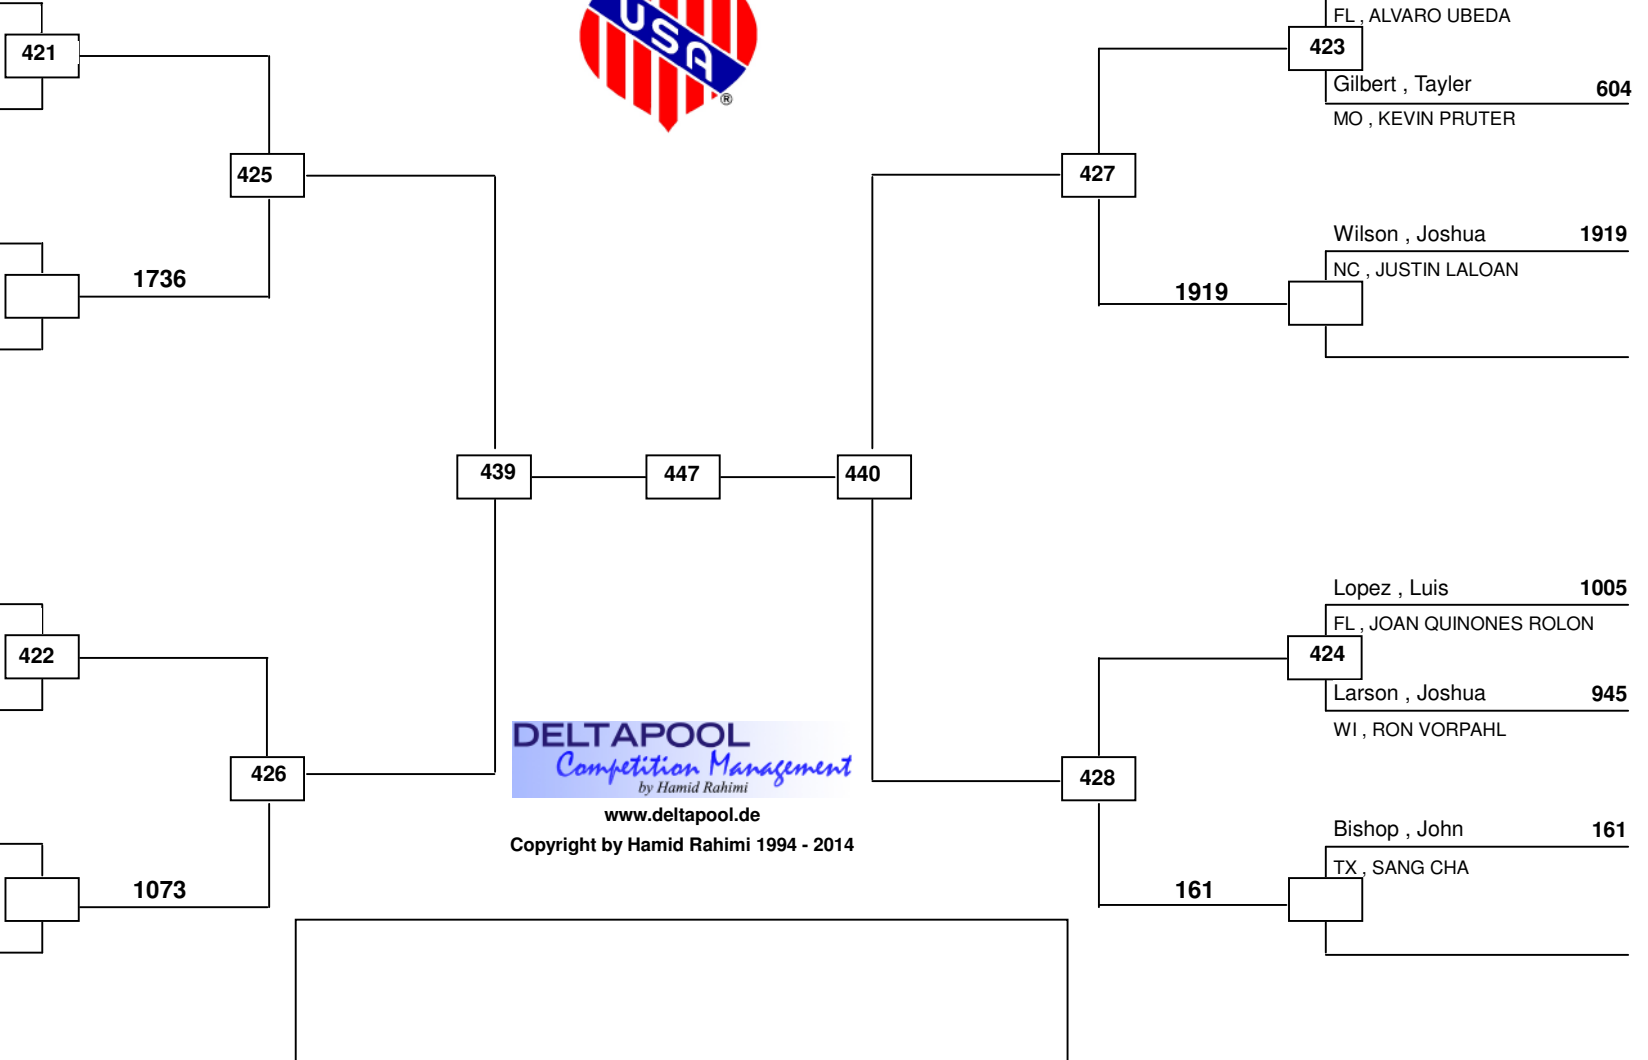 USA
®
FL , ALVARO UBEDA
421
423
Gilbert , Tayler 604
MO , KEVIN PRUTER
425
427
Wilson , Joshua 1919
NC , JUSTIN LALOAN
1736
1919
439
447
440
Lopez , Luis 1005
FL , JOAN QUINONES ROLON
422
424
Larson , Joshua 945
WI , RON VORPAHL
DELTAPOOL
Competition Management
by Hamid Rahimi
426
428
www.deltapool.de
Copyright by Hamid Rahimi 1994 - 2014
Bishop , John 161
TX , SANG CHA
1073
161